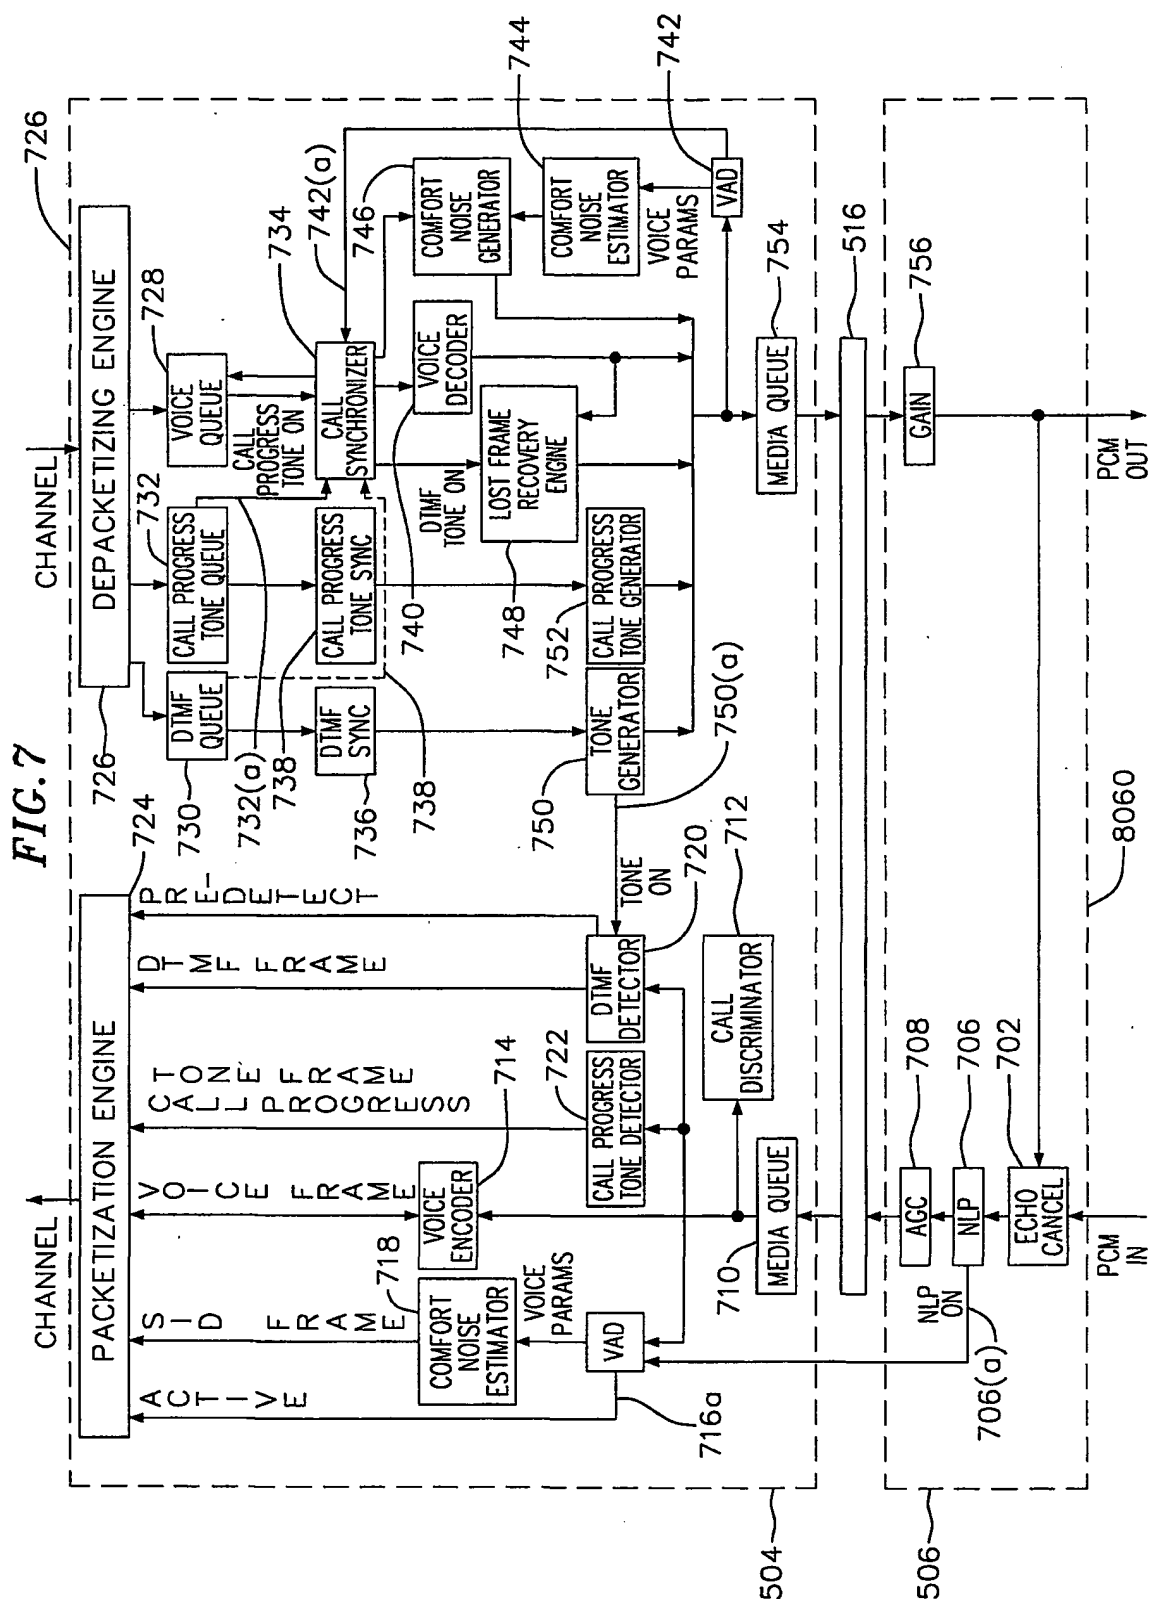 FIG.7
CHANNEL
CHANNEL
726
PACKETIZATION ENGINE
724
DEPACKETIZING ENGINE
726
ACTIVE
SID FRAME
VOICE FRAME
CALL PROGRESS
TONE FRAME
DTMF FRAME
PRE-DETECT
730
DTMF
QUEUE
732
CALL PROGRESS
TONE QUEUE
728
VOICE
QUEUE
732(a)
CALL
PROGRESS
TONE ON
734
742(a)
738
736
DTMF
SYNC
CALL PROGRESS
TONE SYNC
CALL
SYNCHRONIZER
738
740
746
718
COMFORT
NOISE
ESTIMATOR
VOICE
ENCODER
714
VOICE
DECODER
COMFORT
NOISE
GENERATOR
DTMF
TONE ON
LOST FRAME
RECOVERY
ENGINE
748
744
COMFORT
NOISE
ESTIMATOR
VOICE
PARAMS
VOICE
PARAMS
722
750
752
VAD
CALL PROGRESS
TONE DETECTOR
DTMF
DETECTOR
TONE
ON
TONE
GENERATOR
CALL PROGRESS
TONE GENERATOR
742
VAD
716a
720
750(a)
712
CALL
DISCRIMINATOR
710
MEDIA QUEUE
MEDIA QUEUE
754
504
516
NLP
ON
706(a)
AGC
708
NLP
706
ECHO
CANCEL
702
GAIN
756
506
8060
PCM
IN
PCM
OUT